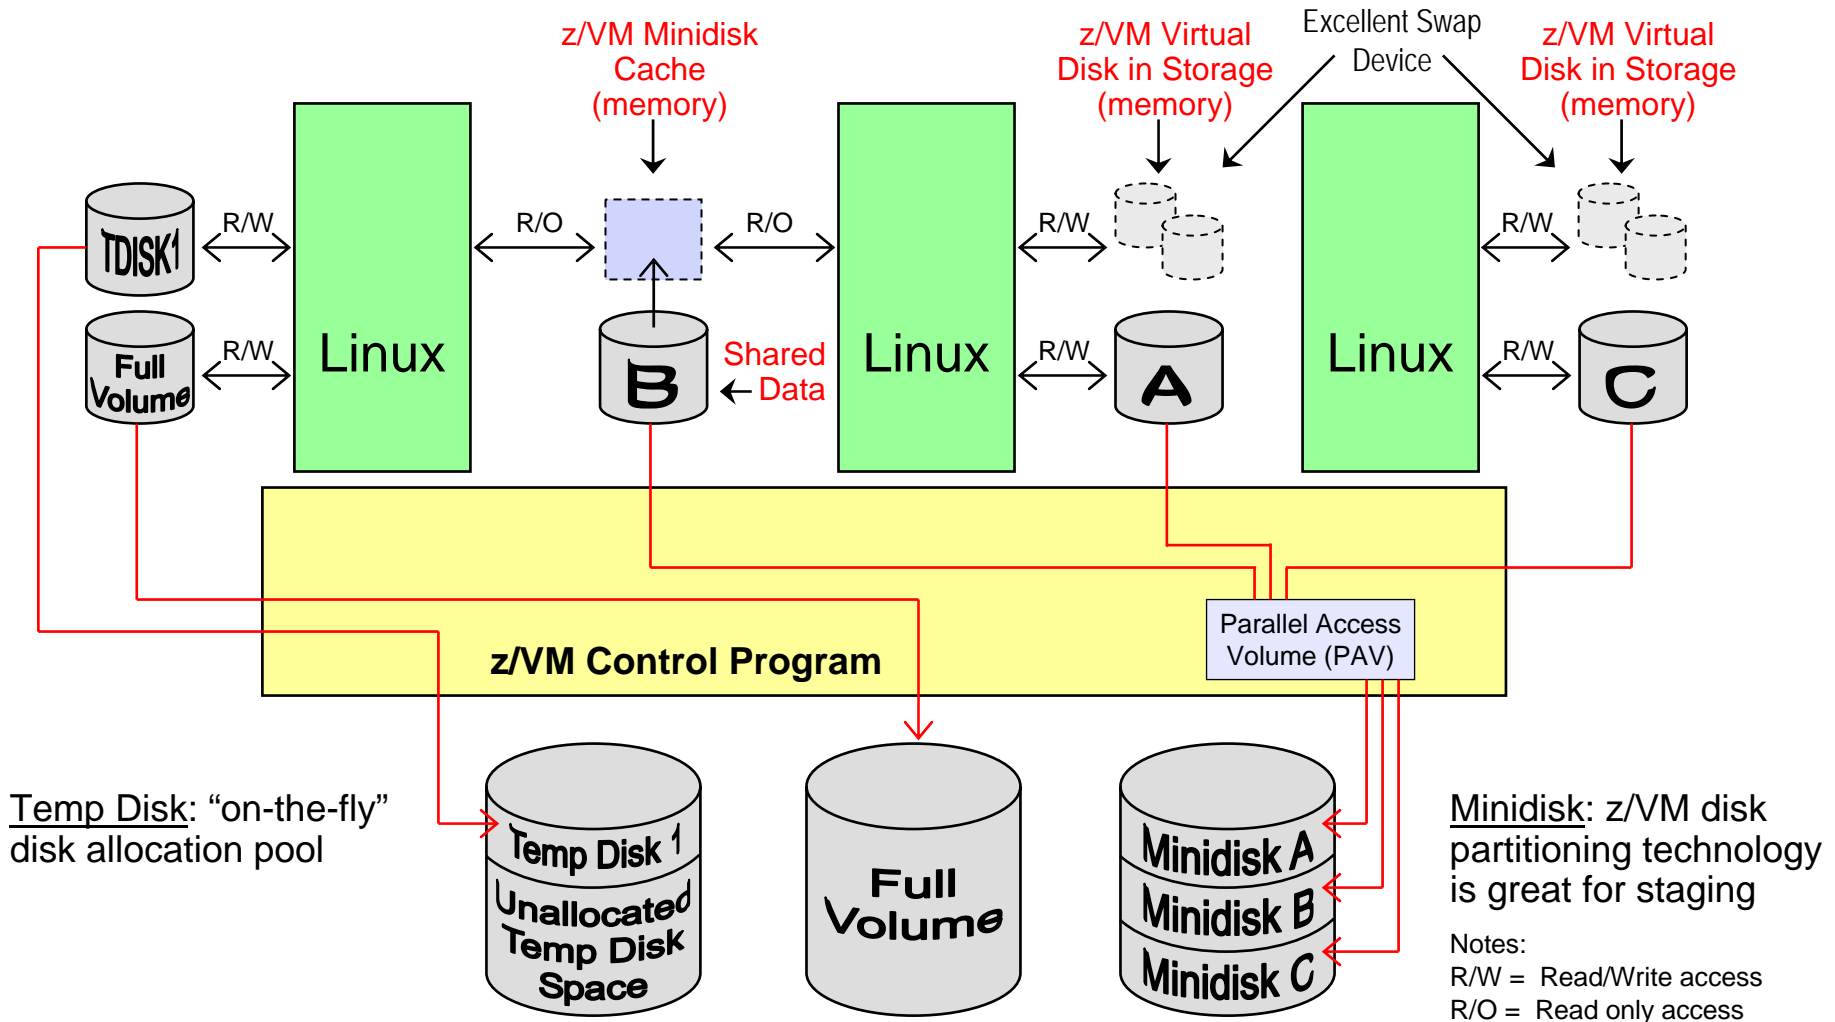 z/VM Minidisk
Cache
(memory)
z/VM Virtual
Disk in Storage
(memory)
Excellent Swap
Device
z/VM Virtual
Disk in Storage
(memory)
TDISK1
R/W
R/O
R/O
R/W
R/W
Full
Volume
R/W
Linux
B
Shared
Data
Linux
R/W
A
Linux
R/W
C
z/VM Control Program
Parallel Access
Volume (PAV)
Temp Disk: “on-the-fly”
disk allocation pool
Temp Disk 1
Unallocated
Temp Disk
Space
Full
Volume
Minidisk A
Minidisk B
Minidisk C
Minidisk: z/VM disk
partitioning technology
is great for staging
Notes:
R/W = Read/Write access
R/O = Read only access